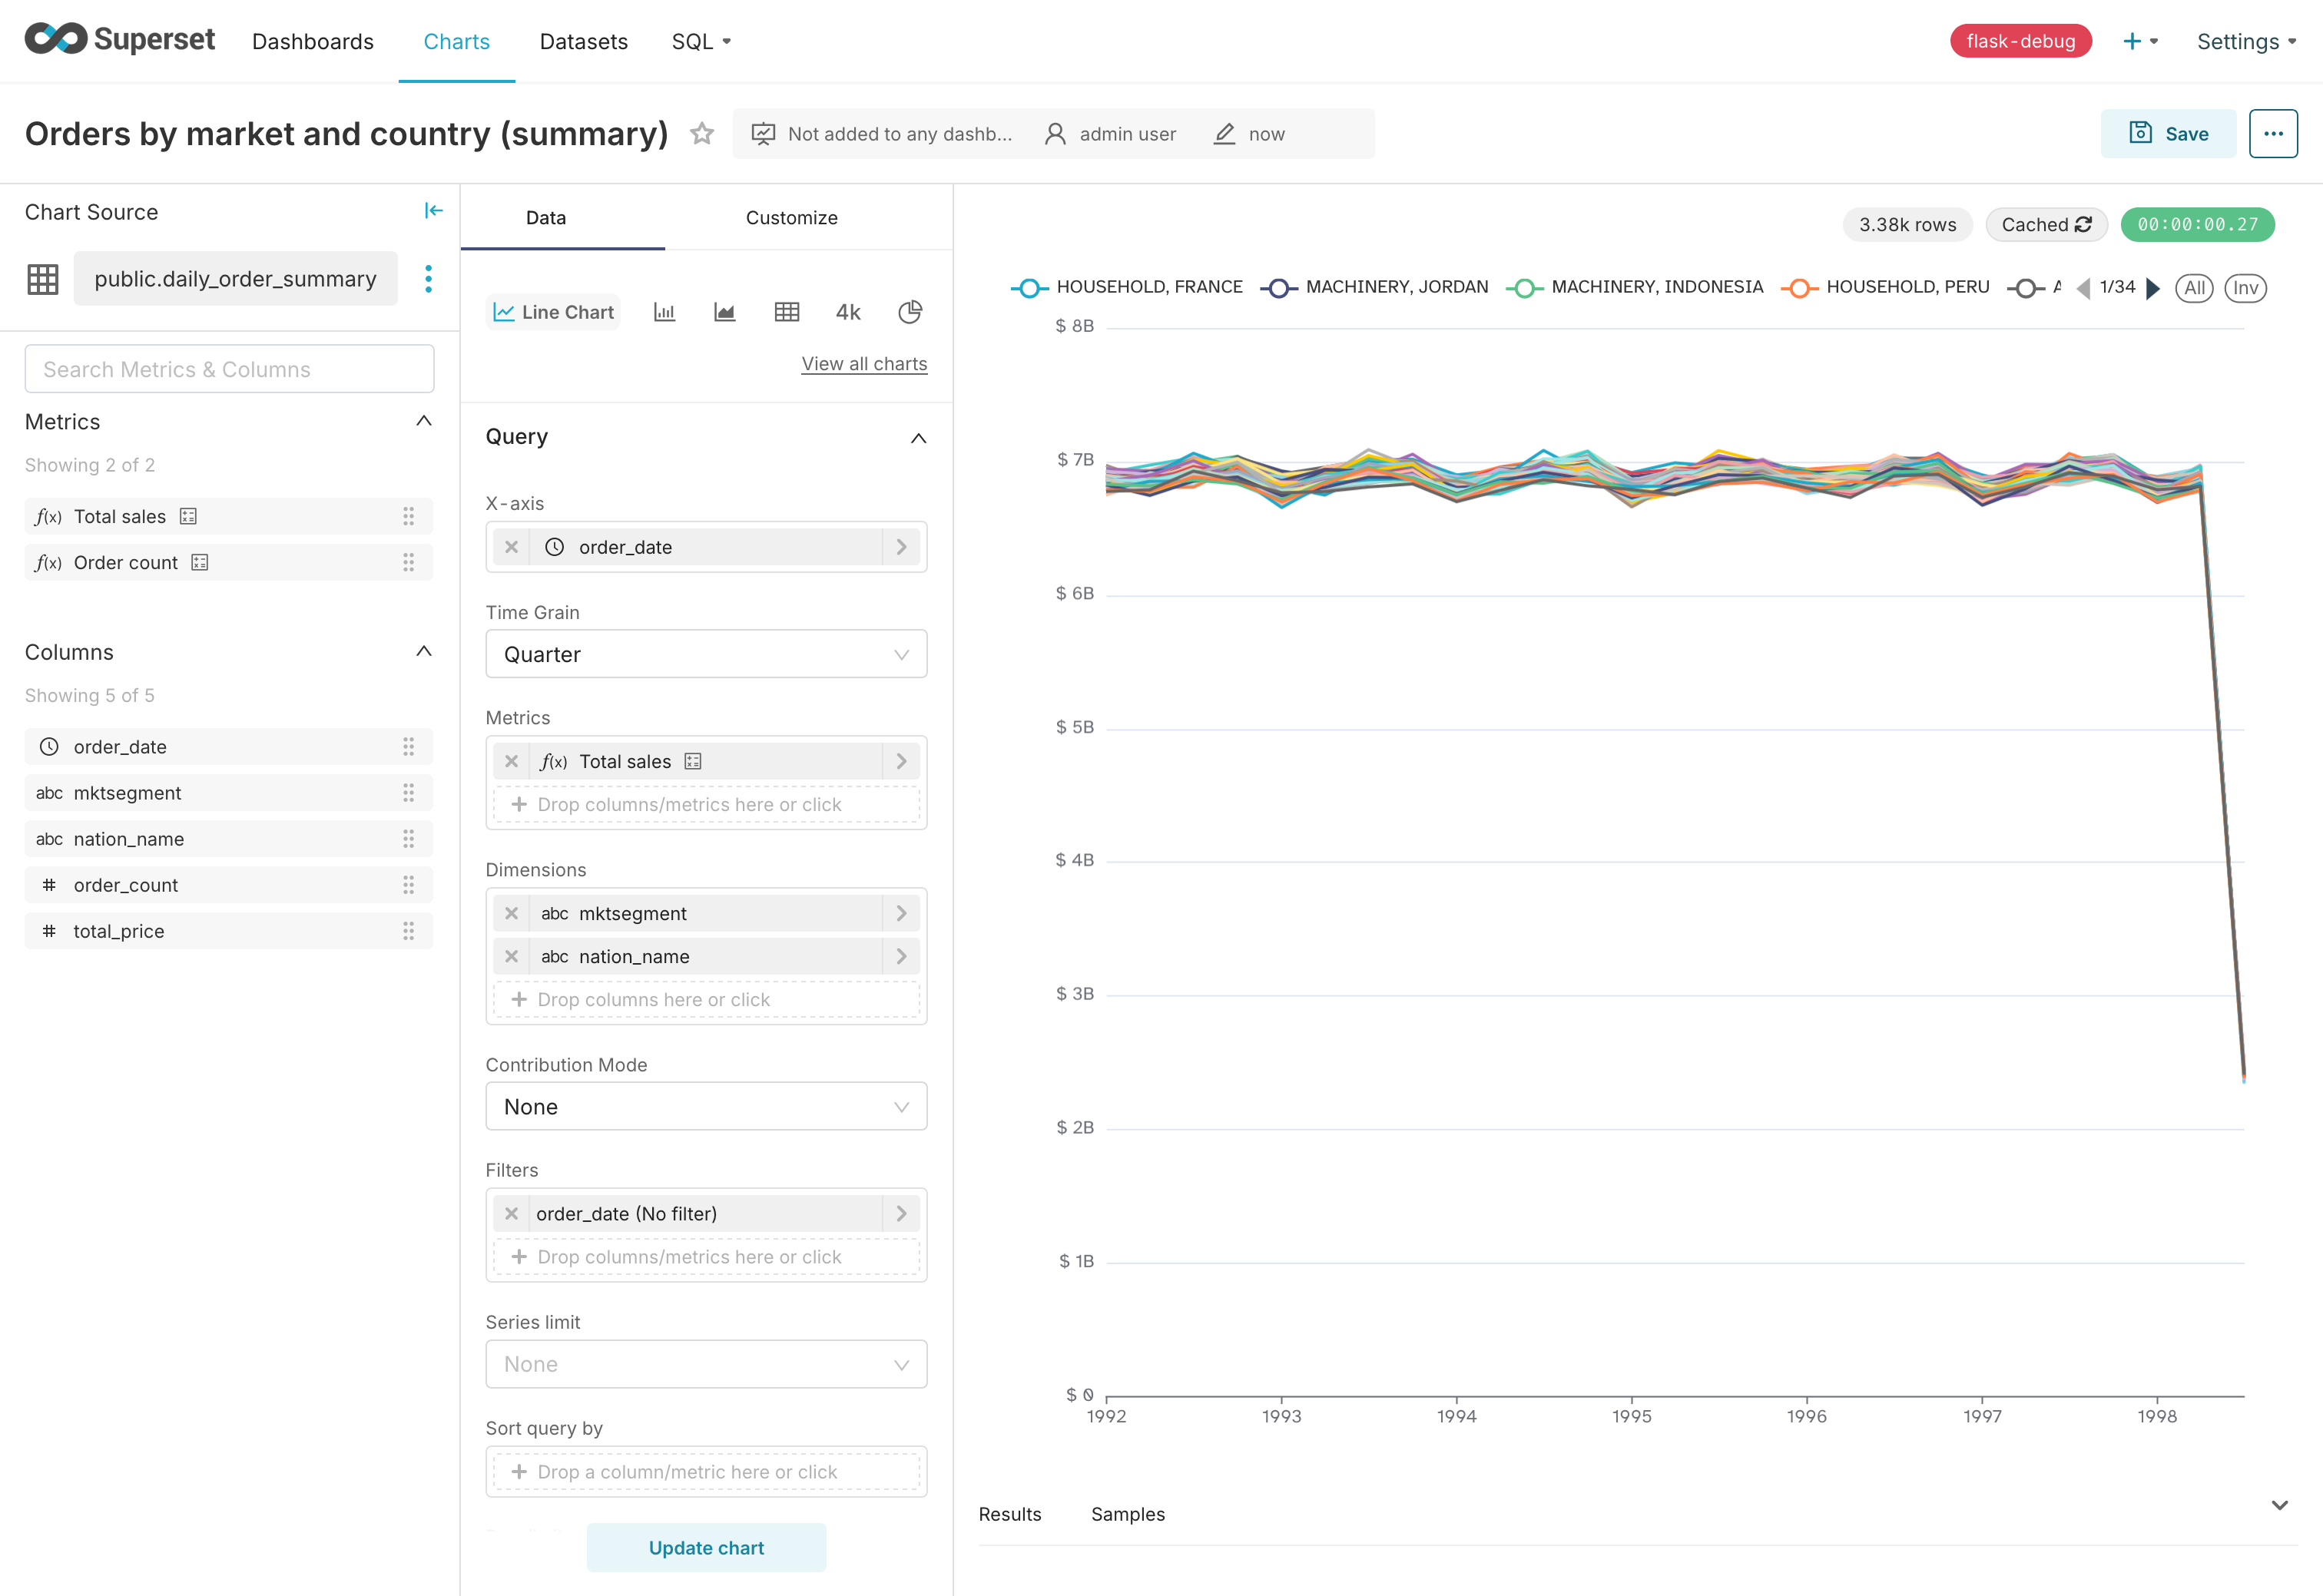 Superset
Dashboards
Charts
Datasets
SQL
flask-debug
Settings
Orders by market and country (summary)
Not added to any dashb...
admin user
now
Save
Chart Source
public.daily_order_summary
Search Metrics & Columns
Metrics
Showing 2 of 2
f(x) Total sales
f(x) Order count
Columns
Showing 5 of 5
order_date
abc mktsegment
abc nation_name
# order_count
# total_price
Data
Customize
Line Chart
4k
View all charts
Query
X-axis
order_date
Time Grain
Quarter
Metrics
f(x) Total sales
+ Drop columns/metrics here or click
Dimensions
abc mktsegment
abc nation_name
+ Drop columns here or click
Contribution Mode
None
Filters
order_date (No filter)
+ Drop columns/metrics here or click
Series limit
None
Sort query by
+ Drop a column/metric here or click
Update chart
3.38k rows
Cached
00:00:00.27
HOUSEHOLD, FRANCE
MACHINERY, JORDAN
MACHINERY, INDONESIA
HOUSEHOLD, PERU
1/34
All
Inv
$ 8B
$ 7B
$ 6B
$ 5B
$ 4B
$ 3B
$ 2B
$ 1B
$ 0
1992
1993
1994
1995
1996
1997
1998
Results
Samples